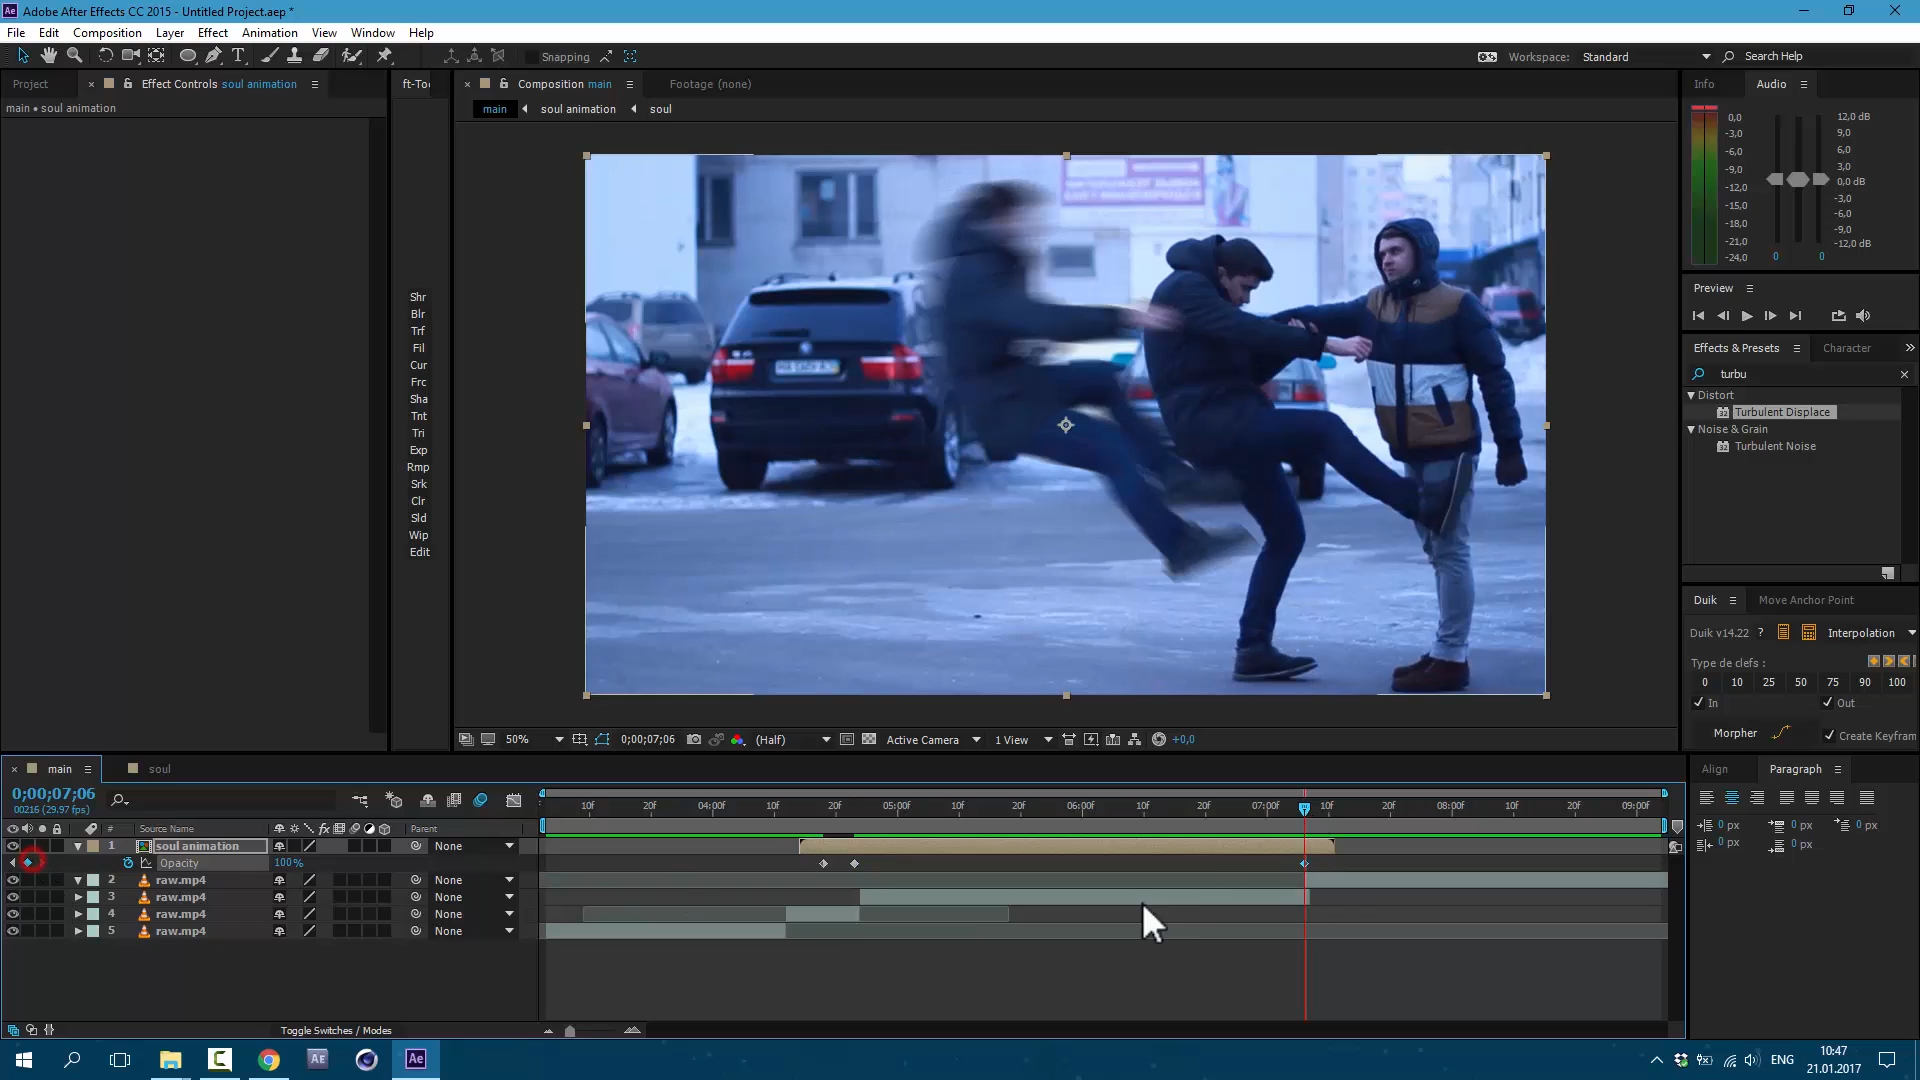 Ae Adobe After Effects CC 2015 - Untitled Project.aep *
File Edit Composition Layer Effect Animation View Window Help
Snapping
Workspace: Standard
Search Help
Project
Effect Controls soul animation
main • soul animation
Composition main
Footage (none)
main soul animation soul
Shr
Blr
Trf
Fil
Cur
Frc
Sha
Tnt
Tri
Exp
Rmp
Srk
Clr
Sld
Wip
Edit
50% 0;00;07;06 (Half) Active Camera 1 View +0,0
Info Audio
0,0
-3,0
-6,0
-9,0
-12,0
-15,0
-18,0
-21,0
-24,0
12,0 dB
9,0
6,0
3,0
0,0 dB
-3,0
-6,0
-9,0
-12,0 dB
0 0
Preview
Effects & Presets Character
turbu
Distort
Turbulent Displace
Noise & Grain
Turbulent Noise
Duik Move Anchor Point
Duik v14.22 ? Interpolation
Type de clefs :
0 10 25 50 75 90 100
In Out
Morpher Create Keyfram
main soul
0;00;07;06
00216 (29.97 fps)
10f 20f 04:00f 10f 20f 05:00f 10f 20f 06:00f 10f 20f 07:00f 10f 20f 08:00f 10f 20f 09:00f
# Source Name fx Parent
1 soul animation None
Opacity 100%
2 raw.mp4 None
3 raw.mp4 None
4 raw.mp4 None
5 raw.mp4 None
Toggle Switches / Modes
Align Paragraph
0 px 0 px 0 px
0 px 0 px
Ae Ae
ENG
10:47
21.01.2017